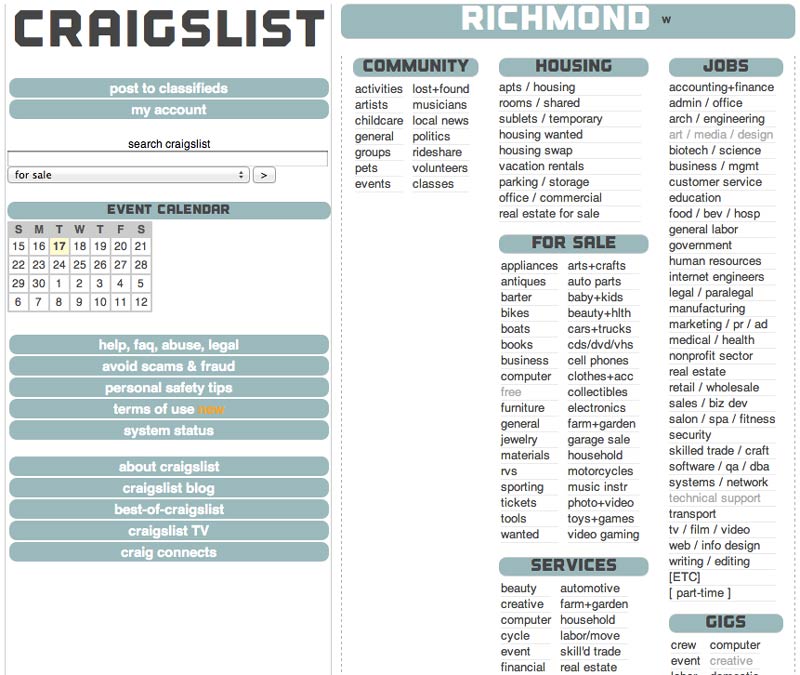 CRAIGSLIST
post to classifieds
my account
search craigslist
for sale >
EVENT CALENDAR
S M T W T F S
15 16 17 18 19 20 21
22 23 24 25 26 27 28
29 30 1 2 3 4 5
6 7 8 9 10 11 12
help, faq, abuse, legal
avoid scams & fraud
personal safety tips
terms of use new
system status
about craigslist
craigslist blog
best-of-craigslist
craigslist TV
craig connects
RICHMOND w
COMMUNITY
activities lost+found
artists musicians
childcare local news
general politics
groups rideshare
pets volunteers
events classes
HOUSING
apts / housing
rooms / shared
sublets / temporary
housing wanted
housing swap
vacation rentals
parking / storage
office / commercial
real estate for sale
FOR SALE
appliances arts+crafts
antiques auto parts
barter baby+kids
bikes beauty+hlth
boats cars+trucks
books cds/dvd/vhs
business cell phones
computer clothes+acc
free collectibles
furniture electronics
general farm+garden
jewelry garage sale
materials household
rvs motorcycles
sporting music instr
tickets photo+video
tools toys+games
wanted video gaming
SERVICES
beauty automotive
creative farm+garden
computer household
cycle labor/move
event skill'd trade
financial real estate
JOBS
accounting+finance
admin / office
arch / engineering
art / media / design
biotech / science
business / mgmt
customer service
education
food / bev / hosp
general labor
government
human resources
internet engineers
legal / paralegal
manufacturing
marketing / pr / ad
medical / health
nonprofit sector
real estate
retail / wholesale
sales / biz dev
salon / spa / fitness
security
skilled trade / craft
software / qa / dba
systems / network
technical support
transport
tv / film / video
web / info design
writing / editing
[ETC]
[ part-time ]
GIGS
crew computer
event creative
labor domestic